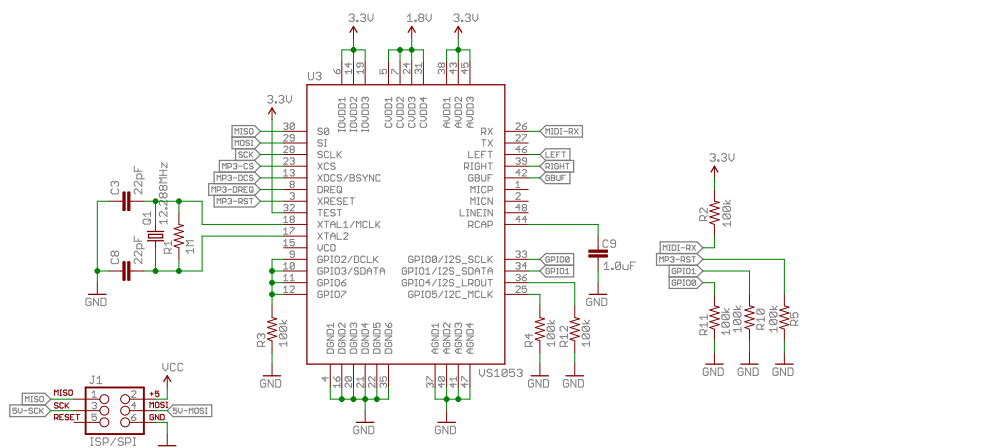 3.3V 1.8V 3.3V
6 14 19 5 7 24 31 38 43 45
U3
IOVDD1 IOVDD2 IOVDD3 CVDD1 CVDD2 CVDD3 CVDD4 AVDD1 AVDD2 AVDD3
3.3V
MISO 30 SO RX 26 MIDI-RX
MOSI 29 SI TX 27
SCK 28 SCLK LEFT 46 LEFT
MP3-CS 23 XCS RIGHT 39 RIGHT
MP3-DCS 13 XDCS/BSYNC GBUF 42 GBUF
MP3-DREQ 8 DREQ MICP 1
MP3-RST 3 XRESET MICN 2
32 TEST LINEIN 48
18 XTAL1/MCLK RCAP 44
17 XTAL2
15 VCO
9 GPIO2/DCLK GPIO0/I2S_SCLK 33 GPIO0
10 GPIO3/SDATA GPIO1/I2S_SDATA 34 GPIO1
11 GPIO6 GPIO4/I2S_LROUT 36
12 GPIO7 GPIO5/I2C_MCLK 25
C3 22pF
Q1 12.288MHz
R1 1M
C8 22pF
GND
R3 100k
GND
DGND1 DGND2 DGND3 DGND4 DGND5 DGND6 AGND1 AGND2 AGND3 AGND4
VS1053
4 16 20 21 22 35 37 40 41 47
GND GND
C9
1.0uF
GND
R4 100k R12 100k
GND GND
3.3V
R2 100k
MIDI-RX
MP3-RST
GPIO1
GPIO0
R11 100k 100k R10 100k R5
GND GND GND
J1 VCC
MISO MISO 1 2 +5
5V-SCK SCK 3 4 MOSI 5V-MOSI
RESET 5 6 GND
ISP/SPI